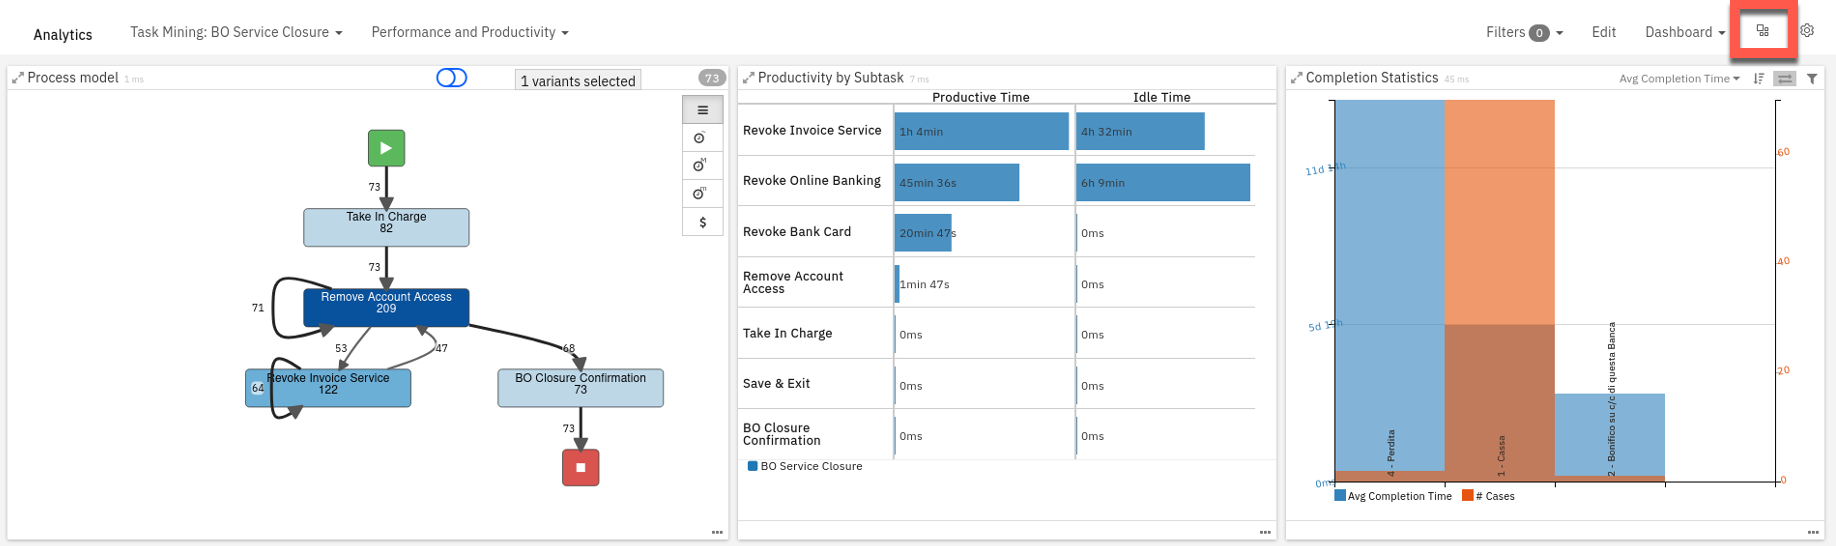 Analytics
Task Mining: BO Service Closure
Performance and Productivity
Filters 0
Edit
Dashboard
Process model 1 ms
1 variants selected
73
73
Take In Charge
82
73
Remove Account Access
209
71
53
47
68
Revoke Invoice Service
122
64
BO Closure Confirmation
73
73
M
m
$
Productivity by Subtask 7 ms
Productive Time Idle Time
Revoke Invoice Service 1h 4min 4h 32min
Revoke Online Banking 45min 36s 6h 9min
Revoke Bank Card 20min 47s 0ms
Remove Account
Access
1min 47s 0ms
Take In Charge 0ms 0ms
Save & Exit 0ms 0ms
BO Closure
Confirmation
0ms 0ms
BO Service Closure
Completion Statistics 45 ms
Avg Completion Time
11d 14h
5d 19h
0ms
60
40
20
0
4 - Perdita
1 - Cassa
2 - Bonifico su c/c di questa Banca
Avg Completion Time # Cases